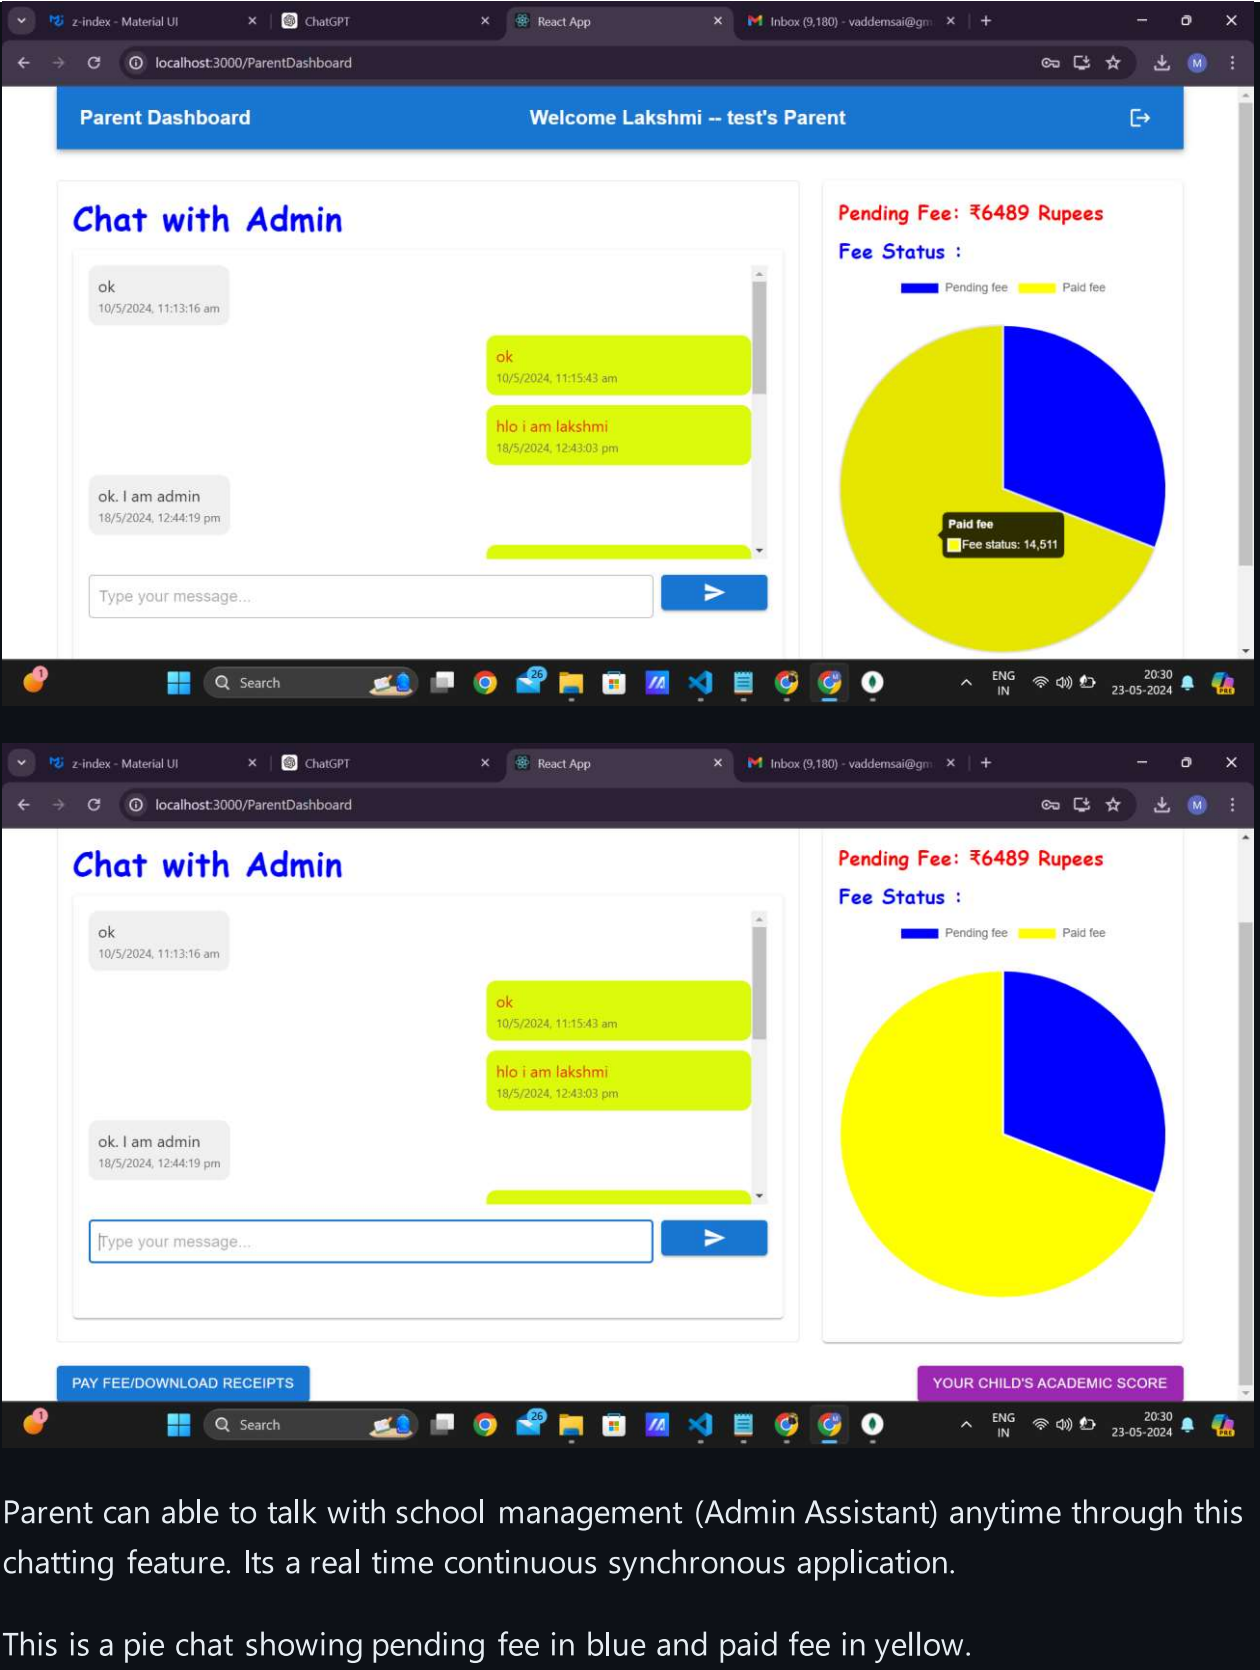 z-index - Material UI
ChatGPT
React App
Inbox (9,180) - vaddemsai@gm
localhost:3000/ParentDashboard
M
Parent Dashboard
Welcome Lakshmi -- test's Parent
Chat with Admin
ok
10/5/2024, 11:13:16 am
ok
10/5/2024, 11:15:43 am
hlo i am lakshmi
18/5/2024, 12:43:03 pm
ok. I am admin
18/5/2024, 12:44:19 pm
Type your message...
Pending Fee: ₹6489 Rupees
Fee Status :
Pending fee
Paid fee
Paid fee
Fee status: 14,511
1
Search
26
ENG
IN
20:30
23-05-2024
PRE
z-index - Material UI
ChatGPT
React App
Inbox (9,180) - vaddemsai@gm
localhost:3000/ParentDashboard
M
Chat with Admin
ok
10/5/2024, 11:13:16 am
ok
10/5/2024, 11:15:43 am
hlo i am lakshmi
18/5/2024, 12:43:03 pm
ok. I am admin
18/5/2024, 12:44:19 pm
Type your message...
Pending Fee: ₹6489 Rupees
Fee Status :
Pending fee
Paid fee
PAY FEE/DOWNLOAD RECEIPTS
YOUR CHILD'S ACADEMIC SCORE
1
Search
26
ENG
IN
20:30
23-05-2024
PRE
Parent can able to talk with school management (Admin Assistant) anytime through this
chatting feature. Its a real time continuous synchronous application.
This is a pie chat showing pending fee in blue and paid fee in yellow.